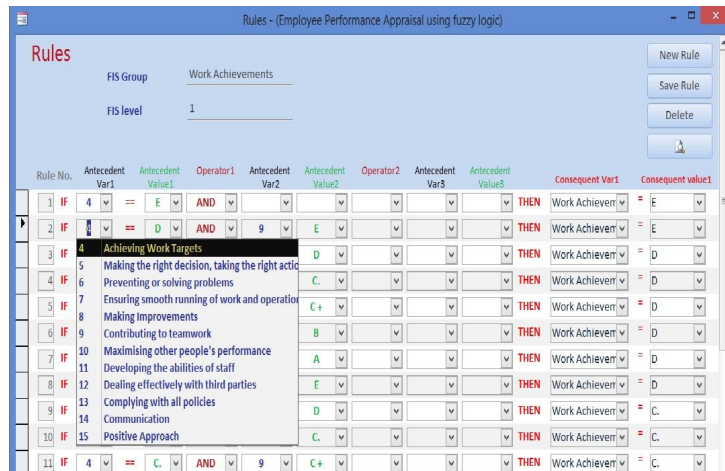 Rules - (Employee Performance Appraisal using fuzzy logic)
Rules
New Rule
FIS Group Work Achievements
Save Rule
FIS level 1
Delete
Rule No. Antecedent Var1 Antecedent Value1 Operator1 Antecedent Var2 Antecedent Value2 Operator2 Antecedent Var3 Antecedent Value3 Consequent Var1 Consequent value1
1 IF 4 == E AND THEN Work Achievem = E
2 IF 4 == D AND 9 E THEN Work Achievem = E
3 IF D THEN Work Achievem = D
4 IF C. THEN Work Achievem = D
5 IF C+ THEN Work Achievem = D
6 IF B THEN Work Achievem = D
7 IF A THEN Work Achievem = D
8 IF E THEN Work Achievem = D
9 IF D THEN Work Achievem = C.
10 IF C. THEN Work Achievem = C.
11 IF 4 == C. AND 9 C+ THEN Work Achievem = C.
4 Achieving Work Targets
5 Making the right decision, taking the right actio
6 Preventing or solving problems
7 Ensuring smooth running of work and operation
8 Making Improvements
9 Contributing to teamwork
10 Maximising other people's performance
11 Developing the abilities of staff
12 Dealing effectively with third parties
13 Complying with all policies
14 Communication
15 Positive Approach